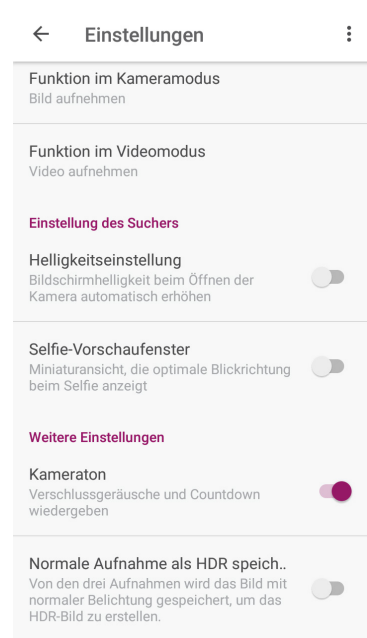 Einstellungen
Funktion im Kameramodus
Bild aufnehmen
Funktion im Videomodus
Video aufnehmen
Einstellung des Suchers
Helligkeitseinstellung
Bildschirmhelligkeit beim Öffnen der
Kamera automatisch erhöhen
Selfie-Vorschaufenster
Miniaturansicht, die optimale Blickrichtung
beim Selfie anzeigt
Weitere Einstellungen
Kameraton
Verschlussgeräusche und Countdown
wiedergeben
Normale Aufnahme als HDR speich..
Von den drei Aufnahmen wird das Bild mit
normaler Belichtung gespeichert, um das
HDR-Bild zu erstellen.